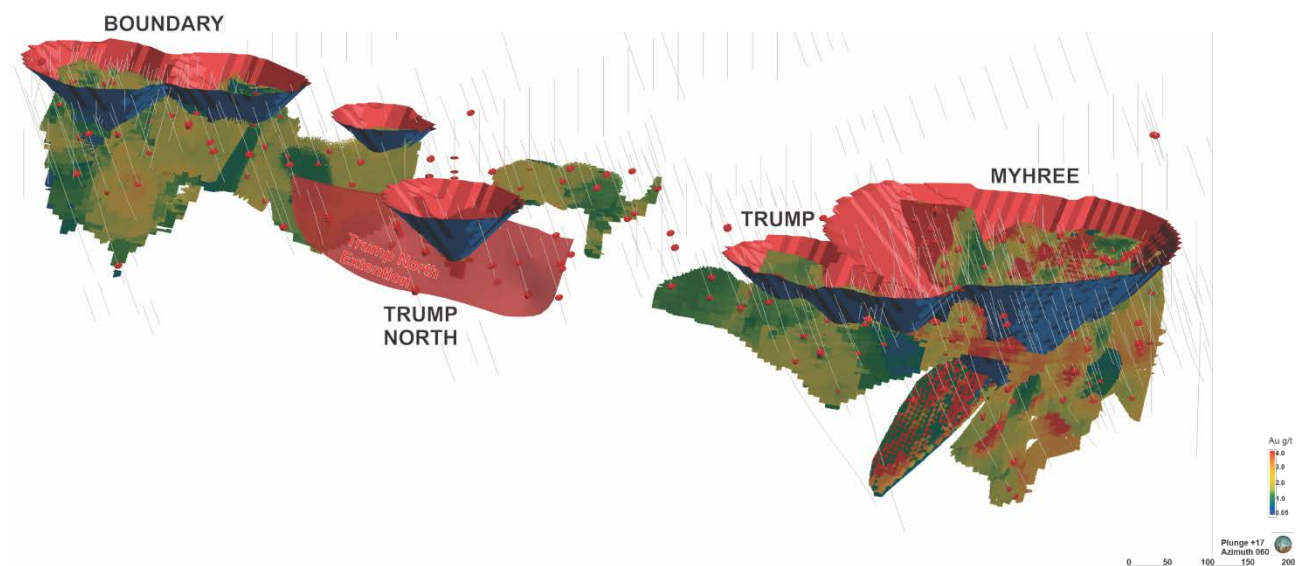 BOUNDARY
MYHREE
TRUMP
Trump North
Extention
TRUMP
NORTH
Au g/t
4.0
3.0
2.0
1.0
0.05
Plunge +17
Azimuth 060
0 50 100 150 200